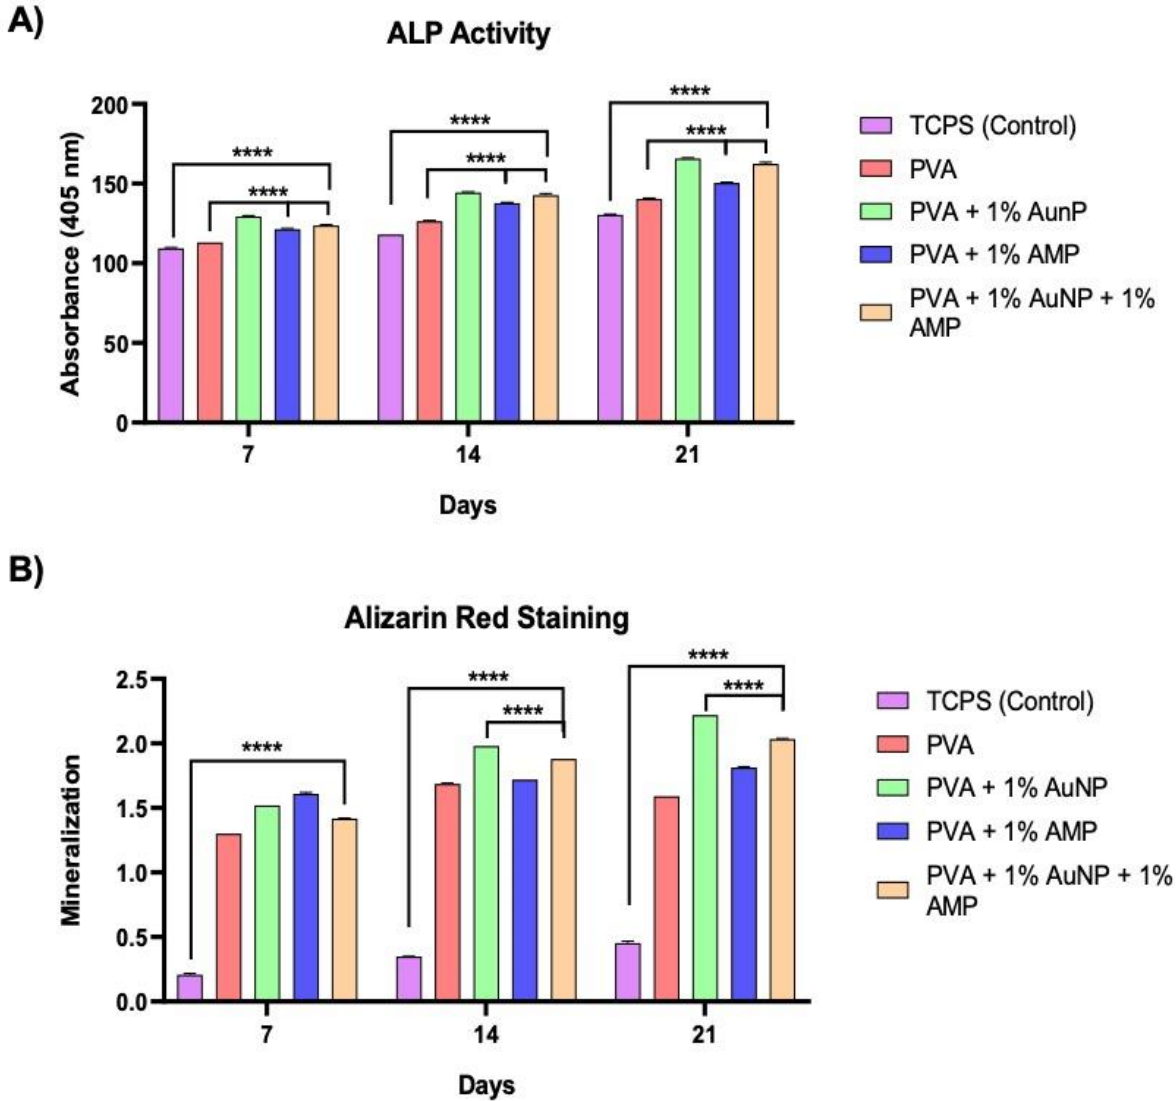 A)
ALP Activity
****
****
****
****
****
****
200
150
100
50
0
Absorbance (405 nm)
7
14
21
Days
TCPS (Control)
PVA
PVA + 1% AunP
PVA + 1% AMP
PVA + 1% AuNP + 1%
AMP
B)
Alizarin Red Staining
****
****
****
****
****
2.5
2.0
1.5
1.0
0.5
0.0
Mineralization
7
14
21
Days
TCPS (Control)
PVA
PVA + 1% AuNP
PVA + 1% AMP
PVA + 1% AuNP + 1%
AMP